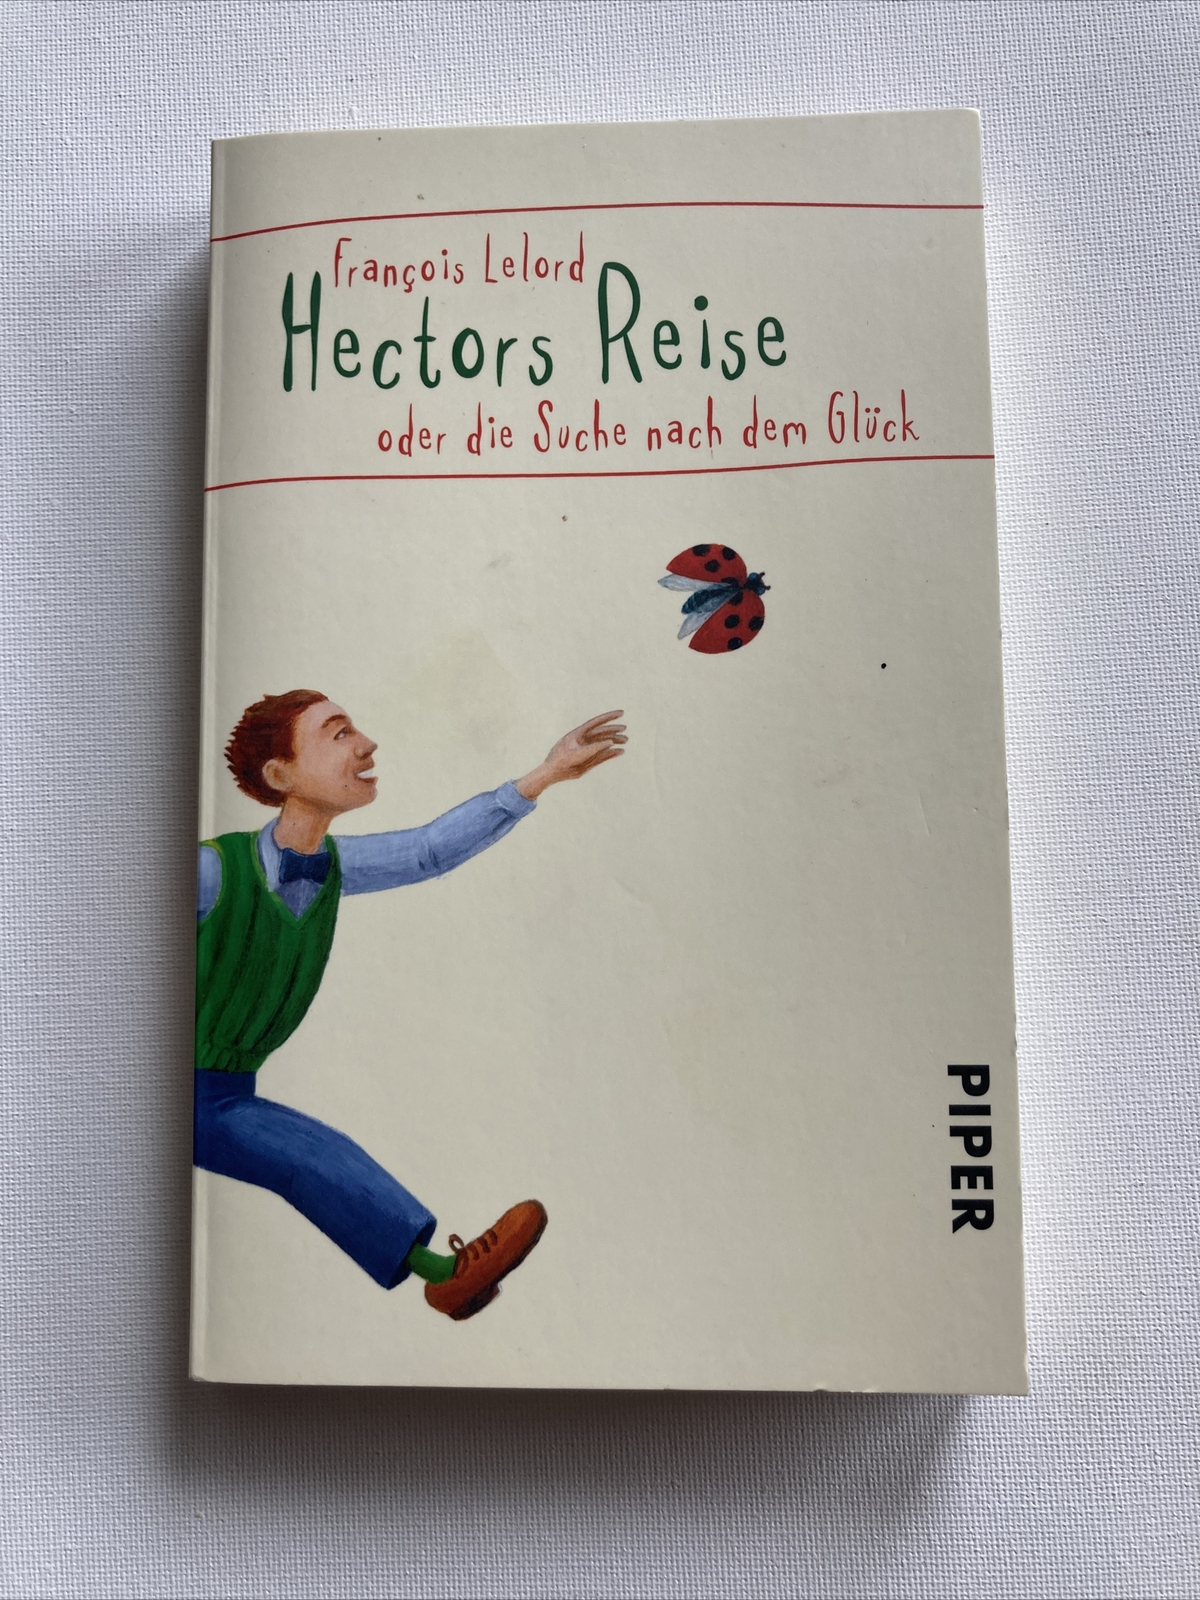 François Lelord
Hectors Reise
oder die Suche nach dem Glück
PIPER